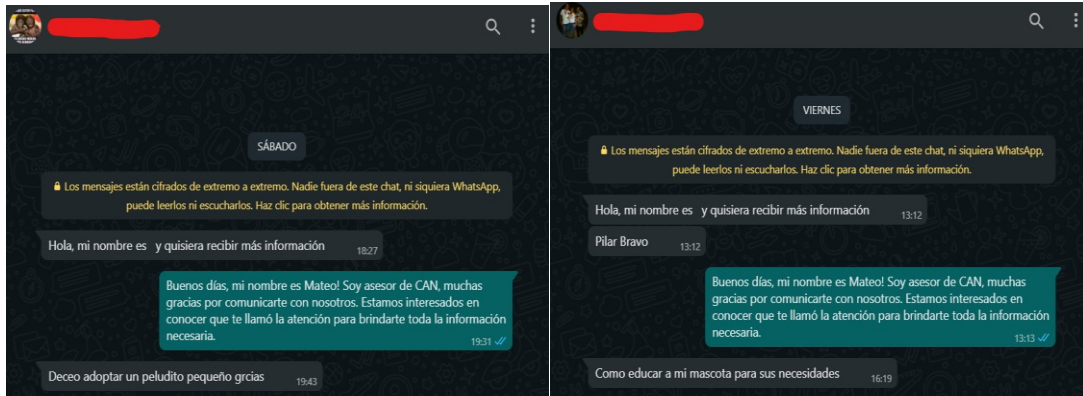 SÁBADO
Los mensajes están cifrados de extremo a extremo. Nadie fuera de este chat, ni siquiera WhatsApp,
puede leerlos ni escucharlos. Haz clic para obtener más información.
Hola, mi nombre es   y quisiera recibir más información
18:27
Buenos días, mi nombre es Mateo! Soy asesor de CAN, muchas
gracias por comunicarte con nosotros. Estamos interesados en
conocer que te llamó la atención para brindarte toda la información
necesaria.
19:31
Deceo adoptar un peludito pequeño grcias
19:43
VIERNES
Los mensajes están cifrados de extremo a extremo. Nadie fuera de este chat, ni siquiera WhatsApp,
puede leerlos ni escucharlos. Haz clic para obtener más información.
Hola, mi nombre es   y quisiera recibir más información
13:12
Pilar Bravo
13:12
Buenos días, mi nombre es Mateo! Soy asesor de CAN, muchas
gracias por comunicarte con nosotros. Estamos interesados en
conocer que te llamó la atención para brindarte toda la información
necesaria.
13:13
Como educar a mi mascota para sus necesidades
16:19